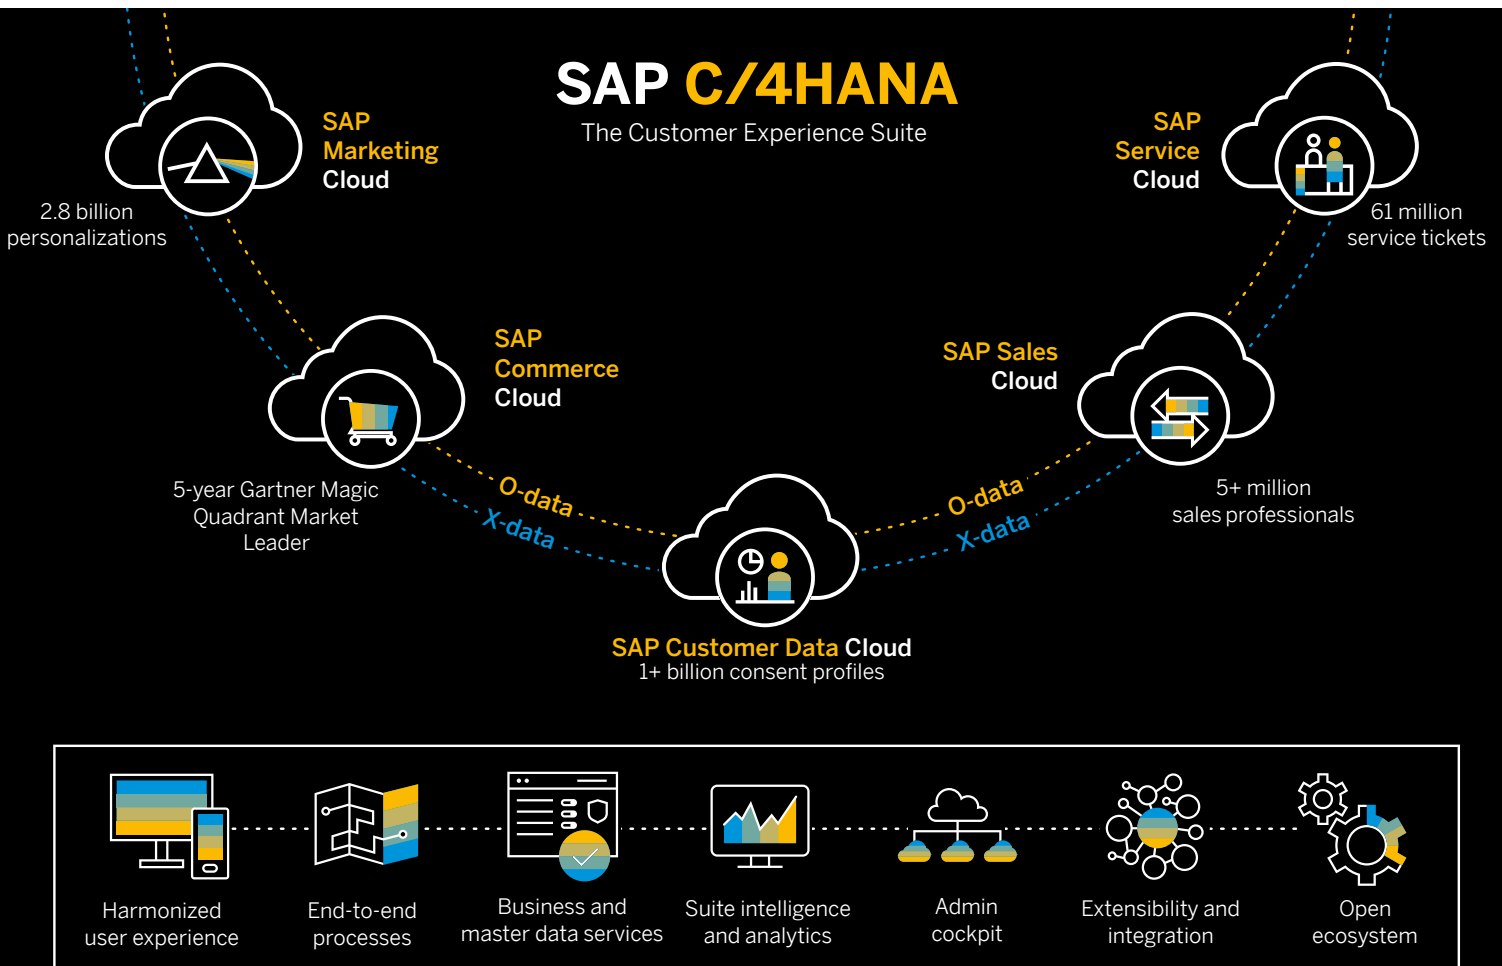 SAP C/4HANA
The Customer Experience Suite
SAP
Marketing
Cloud
2.8 billion
personalizations
SAP
Service
Cloud
61 million
service tickets
SAP
Commerce
Cloud
5-year Gartner Magic
Quadrant Market
Leader
SAP Sales
Cloud
5+ million
sales professionals
O-data
X-data
O-data
X-data
SAP Customer Data Cloud
1+ billion consent profiles
Harmonized
user experience
End-to-end
processes
Business and
master data services
Suite intelligence
and analytics
Admin
cockpit
Extensibility and
integration
Open
ecosystem